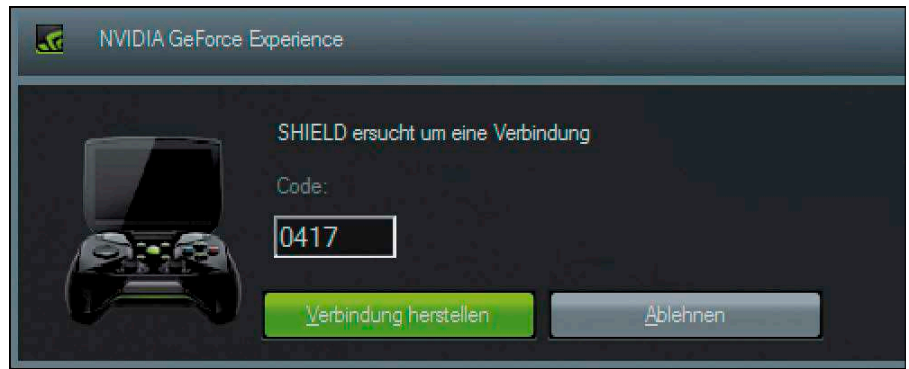 NVIDIA GeForce Experience
SHIELD ersucht um eine Verbindung
Code:
0417
Verbindung herstellen
Ablehnen